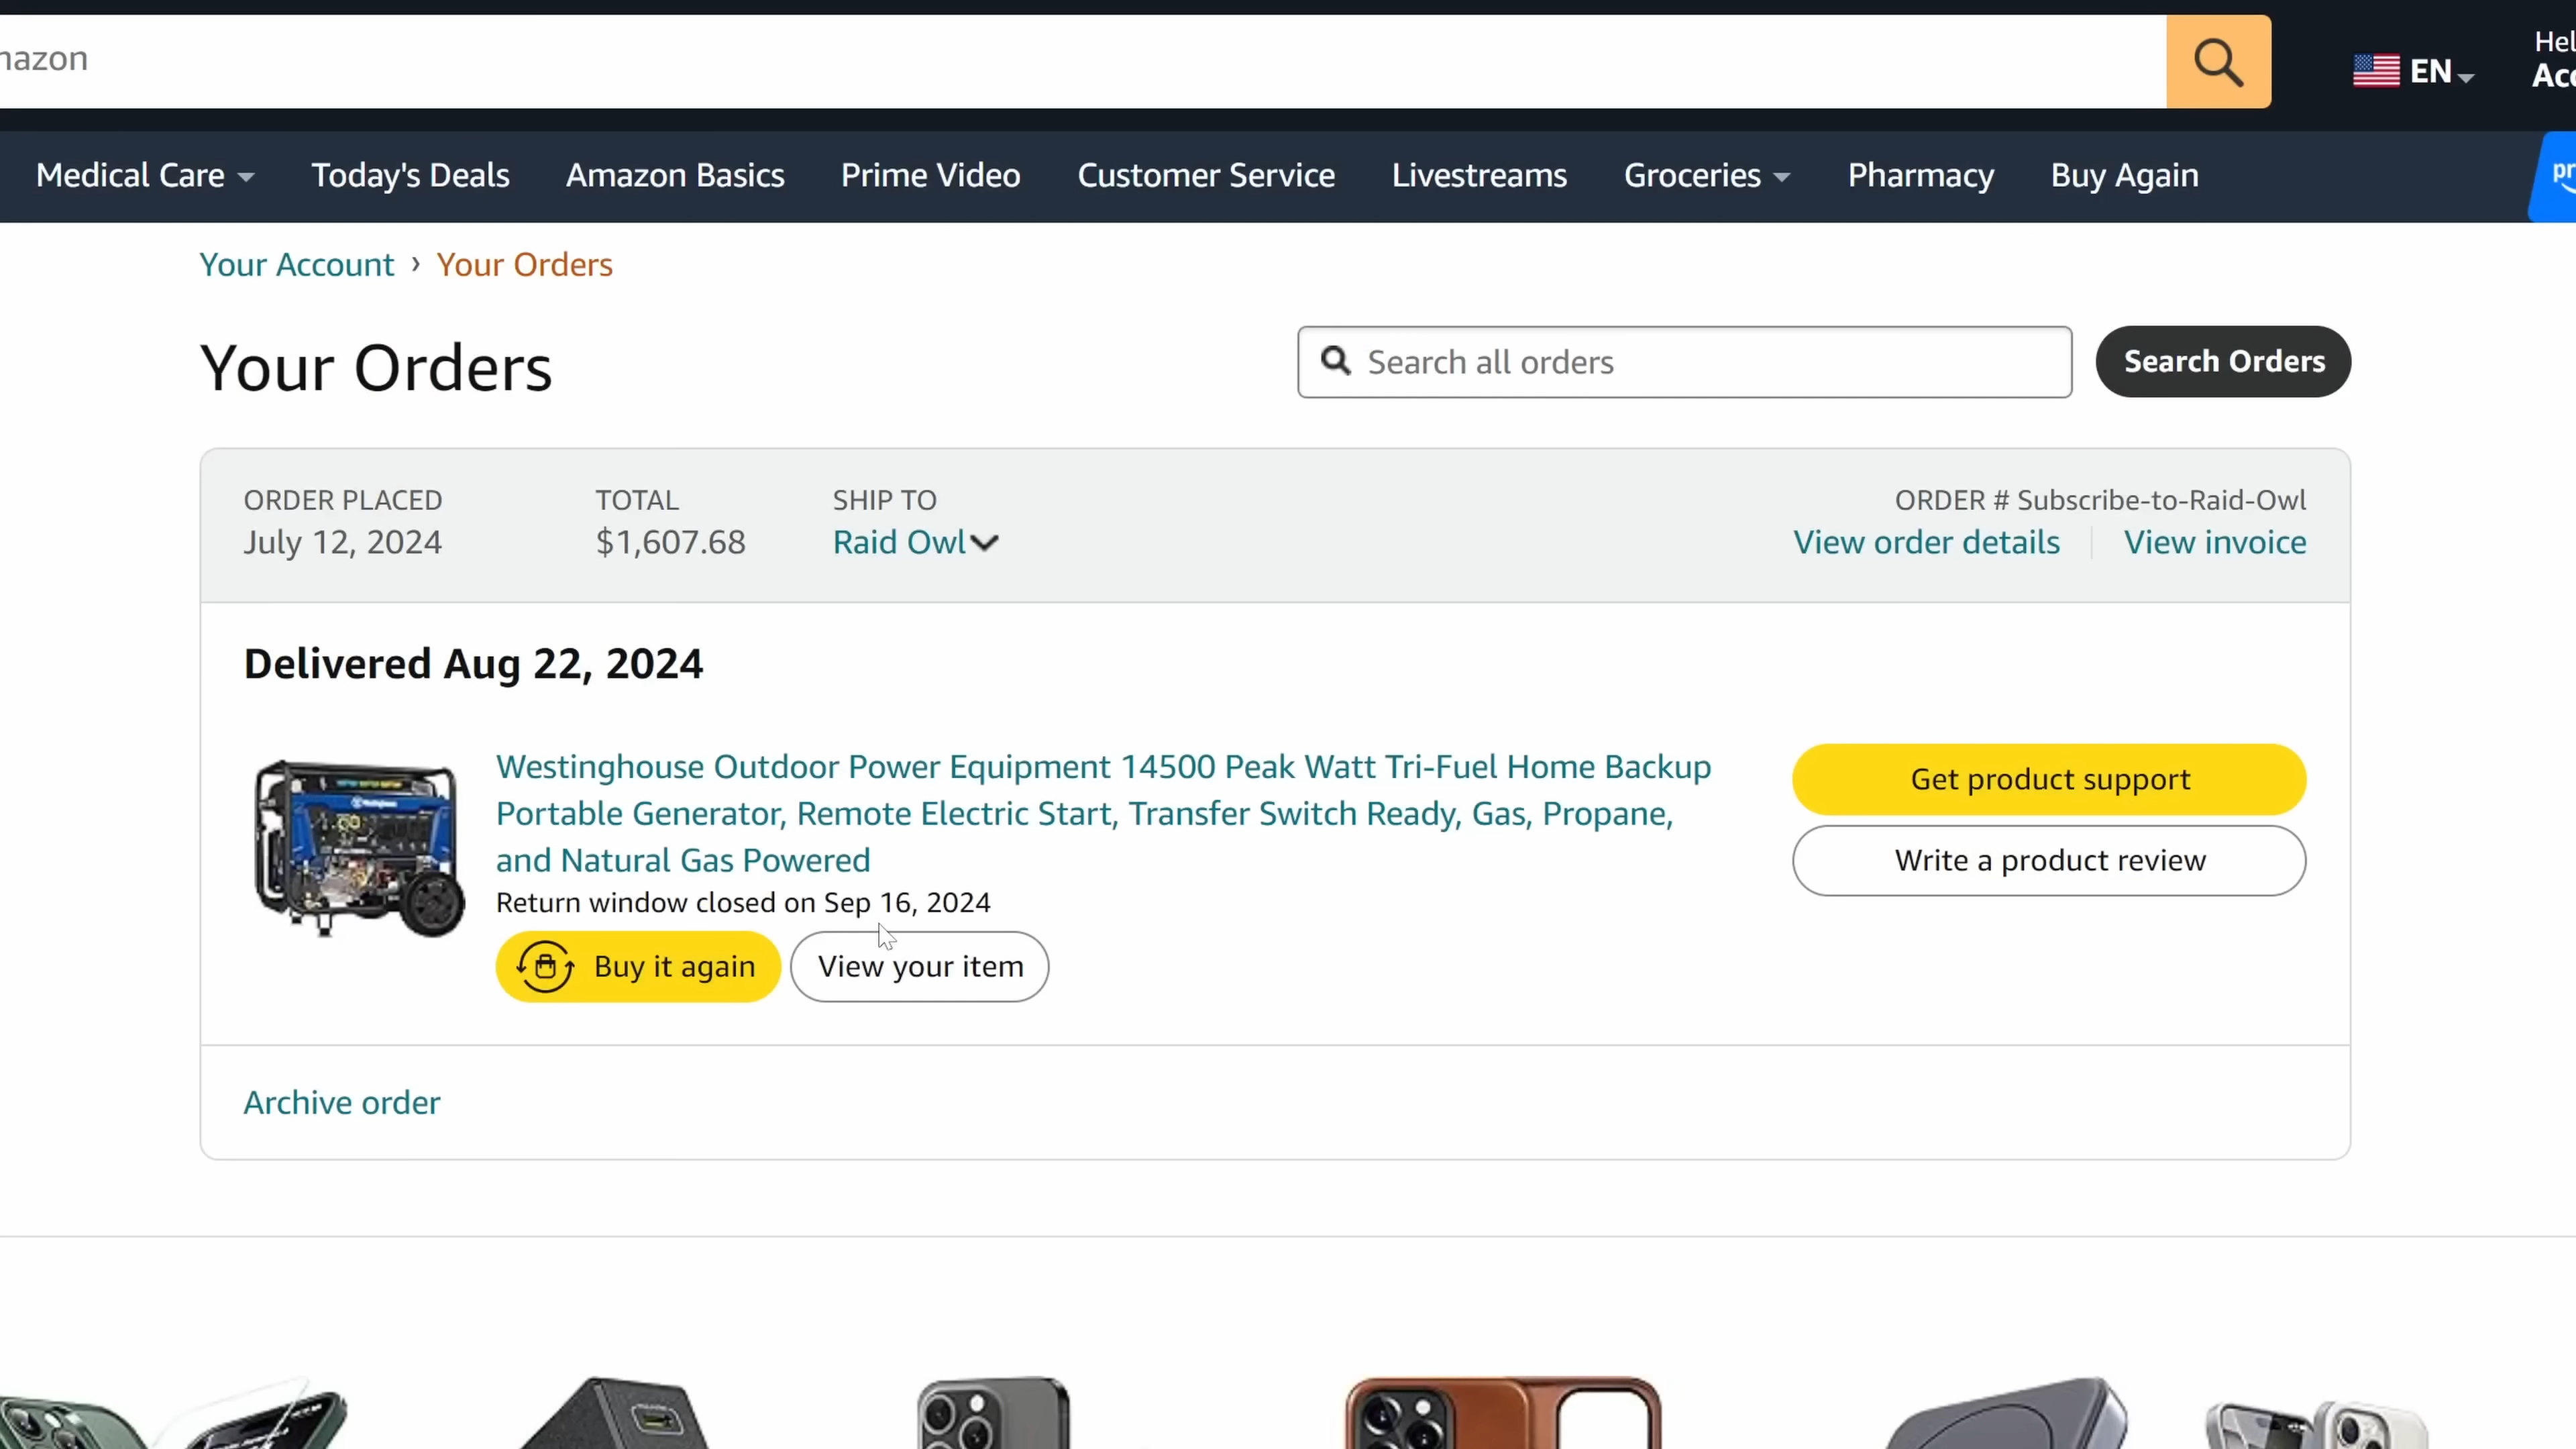 mazon
EN
Medical Care
Today's Deals
Amazon Basics
Prime Video
Customer Service
Livestreams
Groceries
Pharmacy
Buy Again
Your Account › Your Orders
Your Orders
Search all orders
Search Orders
ORDER PLACED
July 12, 2024
TOTAL
$1,607.68
SHIP TO
Raid Owl
ORDER # Subscribe-to-Raid-Owl
View order details
View invoice
Delivered Aug 22, 2024
Westinghouse Outdoor Power Equipment 14500 Peak Watt Tri-Fuel Home Backup
Portable Generator, Remote Electric Start, Transfer Switch Ready, Gas, Propane,
and Natural Gas Powered
Return window closed on Sep 16, 2024
Buy it again
View your item
Get product support
Write a product review
Archive order